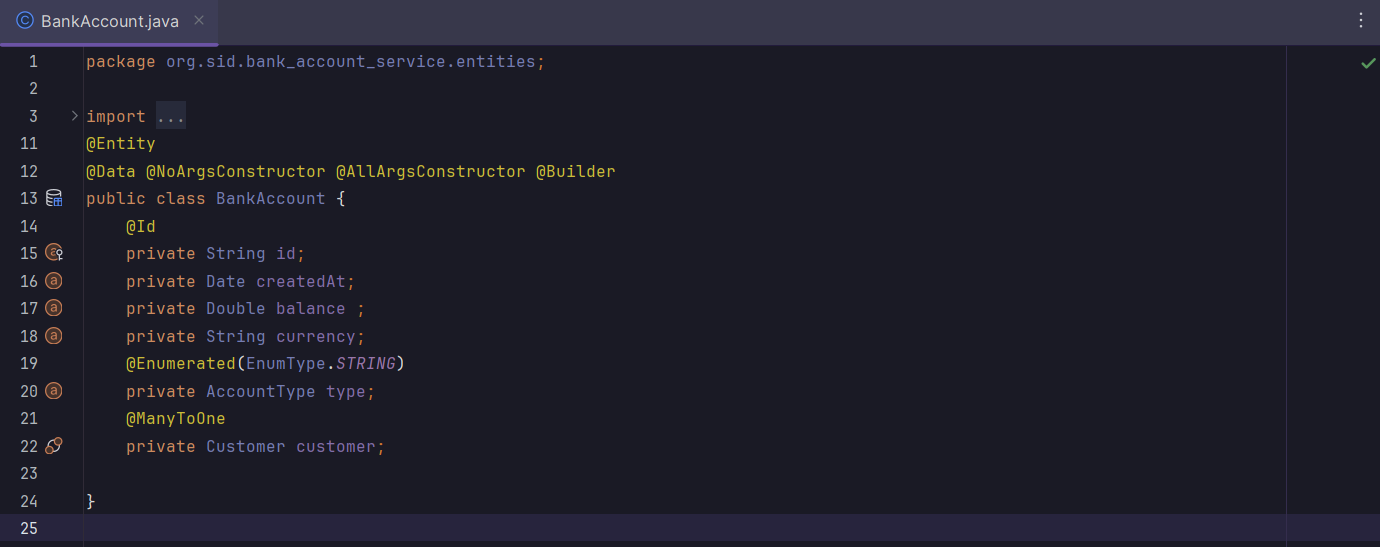 BankAccount.java
1 package org.sid.bank_account_service.entities;
2
3 import ...
11 @Entity
12 @Data @NoArgsConstructor @AllArgsConstructor @Builder
13 public class BankAccount {
14 @Id
15 private String id;
16 private Date createdAt;
17 private Double balance ;
18 private String currency;
19 @Enumerated(EnumType.STRING)
20 private AccountType type;
21 @ManyToOne
22 private Customer customer;
23
24 }
25